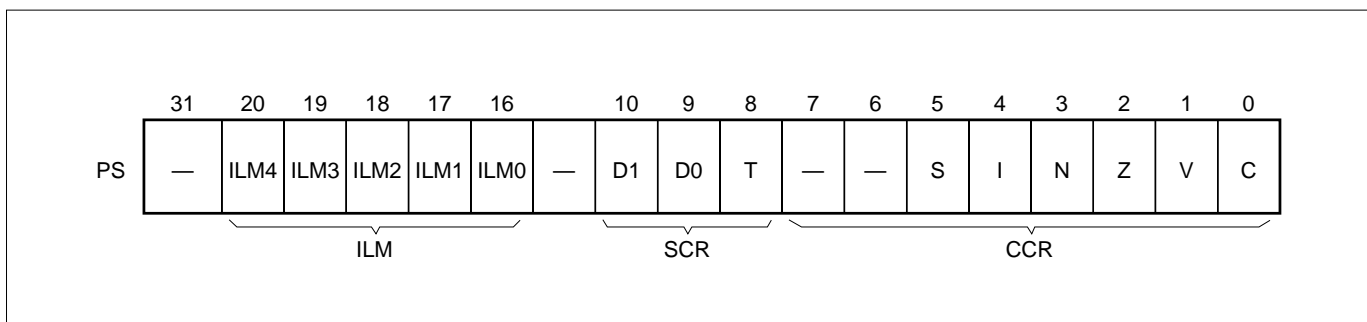 31 20 19 18 17 16 10 9 8 7 6 5 4 3 2 1 0
PS — ILM4 ILM3 ILM2 ILM1 ILM0 — D1 D0 T — — S I N Z V C
ILM SCR CCR